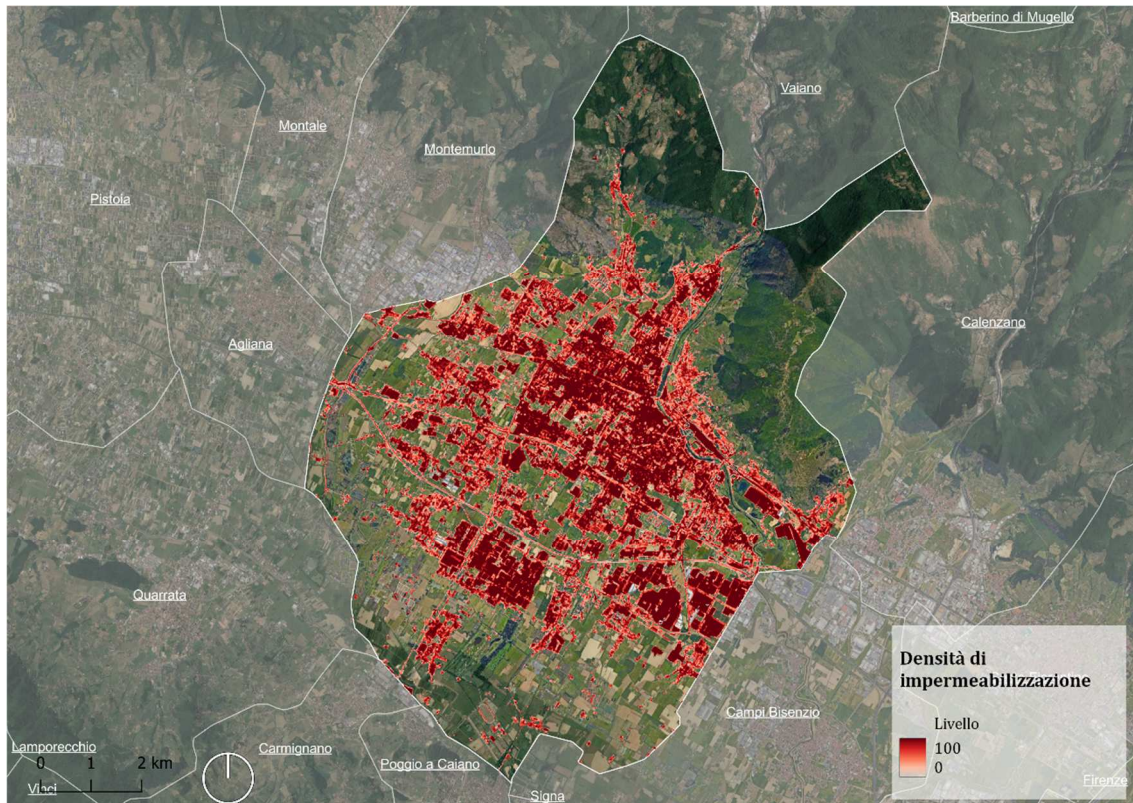 Barberino di Mugello
Vaiano
Montale
Montemurlo
Pistoia
Calenzano
Agliana
Quarrata
Densità di
impermeabilizzazione
Livello
100
0
Campi Bisenzio
Lamporecchio
Carmignano
Poggio a Caiano
0 1 2 km
Vinci
Signa
Firenze